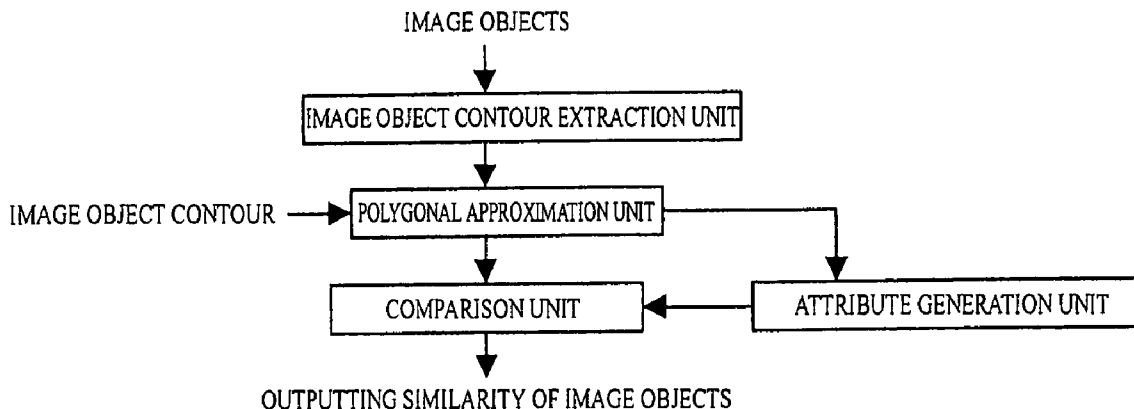 IMAGE OBJECTS
IMAGE OBJECT CONTOUR EXTRACTION UNIT
IMAGE OBJECT CONTOUR
POLYGONAL APPROXIMATION UNIT
COMPARISON UNIT
ATTRIBUTE GENERATION UNIT
OUTPUTTING SIMILARITY OF IMAGE OBJECTS